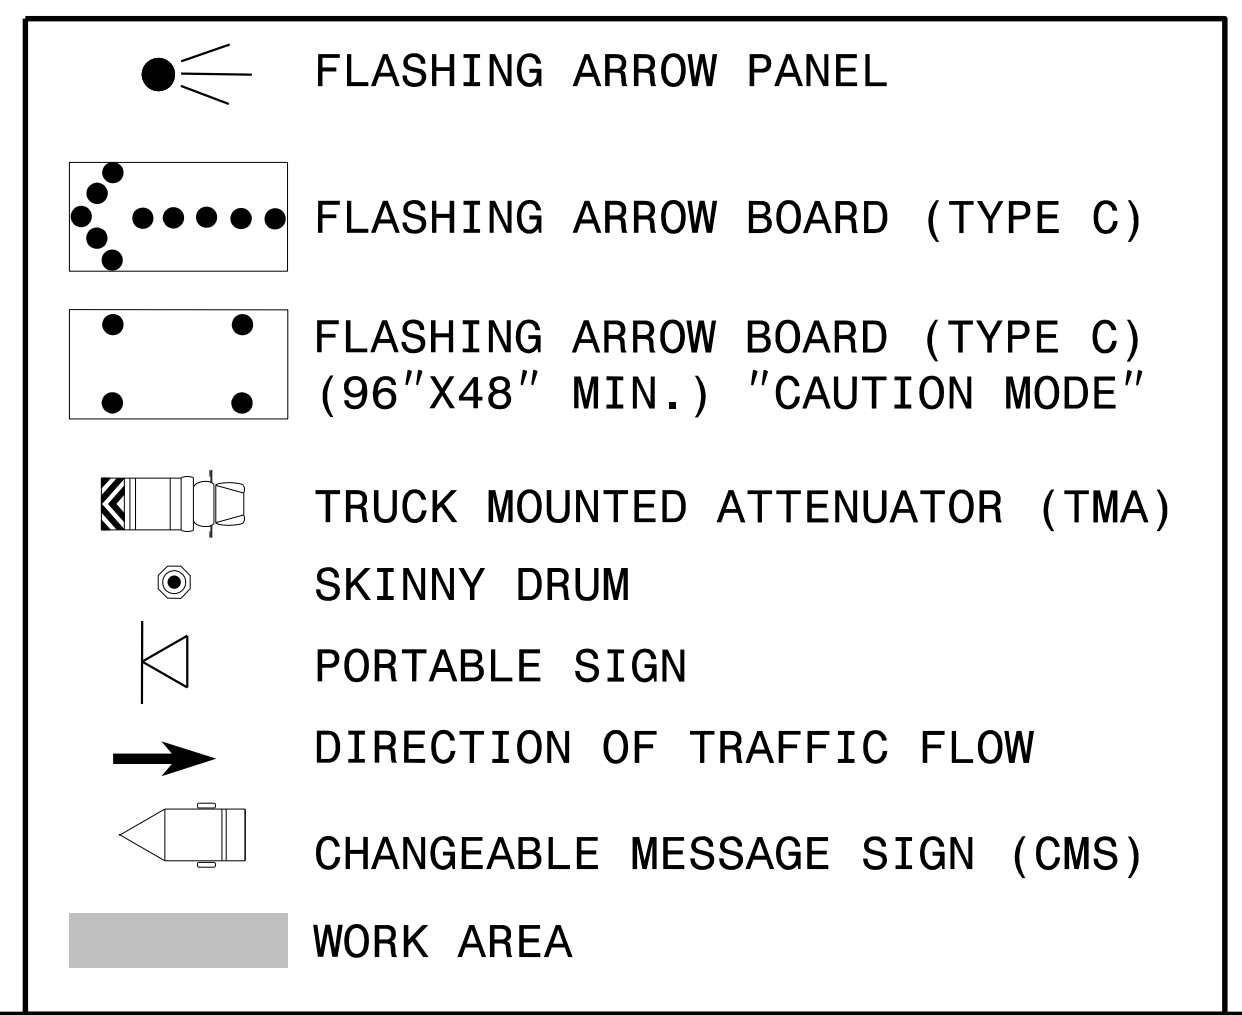 FLASHING ARROW PANEL
FLASHING ARROW BOARD (TYPE C)
FLASHING ARROW BOARD (TYPE C)
(96"X48" MIN.) "CAUTION MODE"
TRUCK MOUNTED ATTENUATOR (TMA)
SKINNY DRUM
PORTABLE SIGN
DIRECTION OF TRAFFIC FLOW
CHANGEABLE MESSAGE SIGN (CMS)
WORK AREA